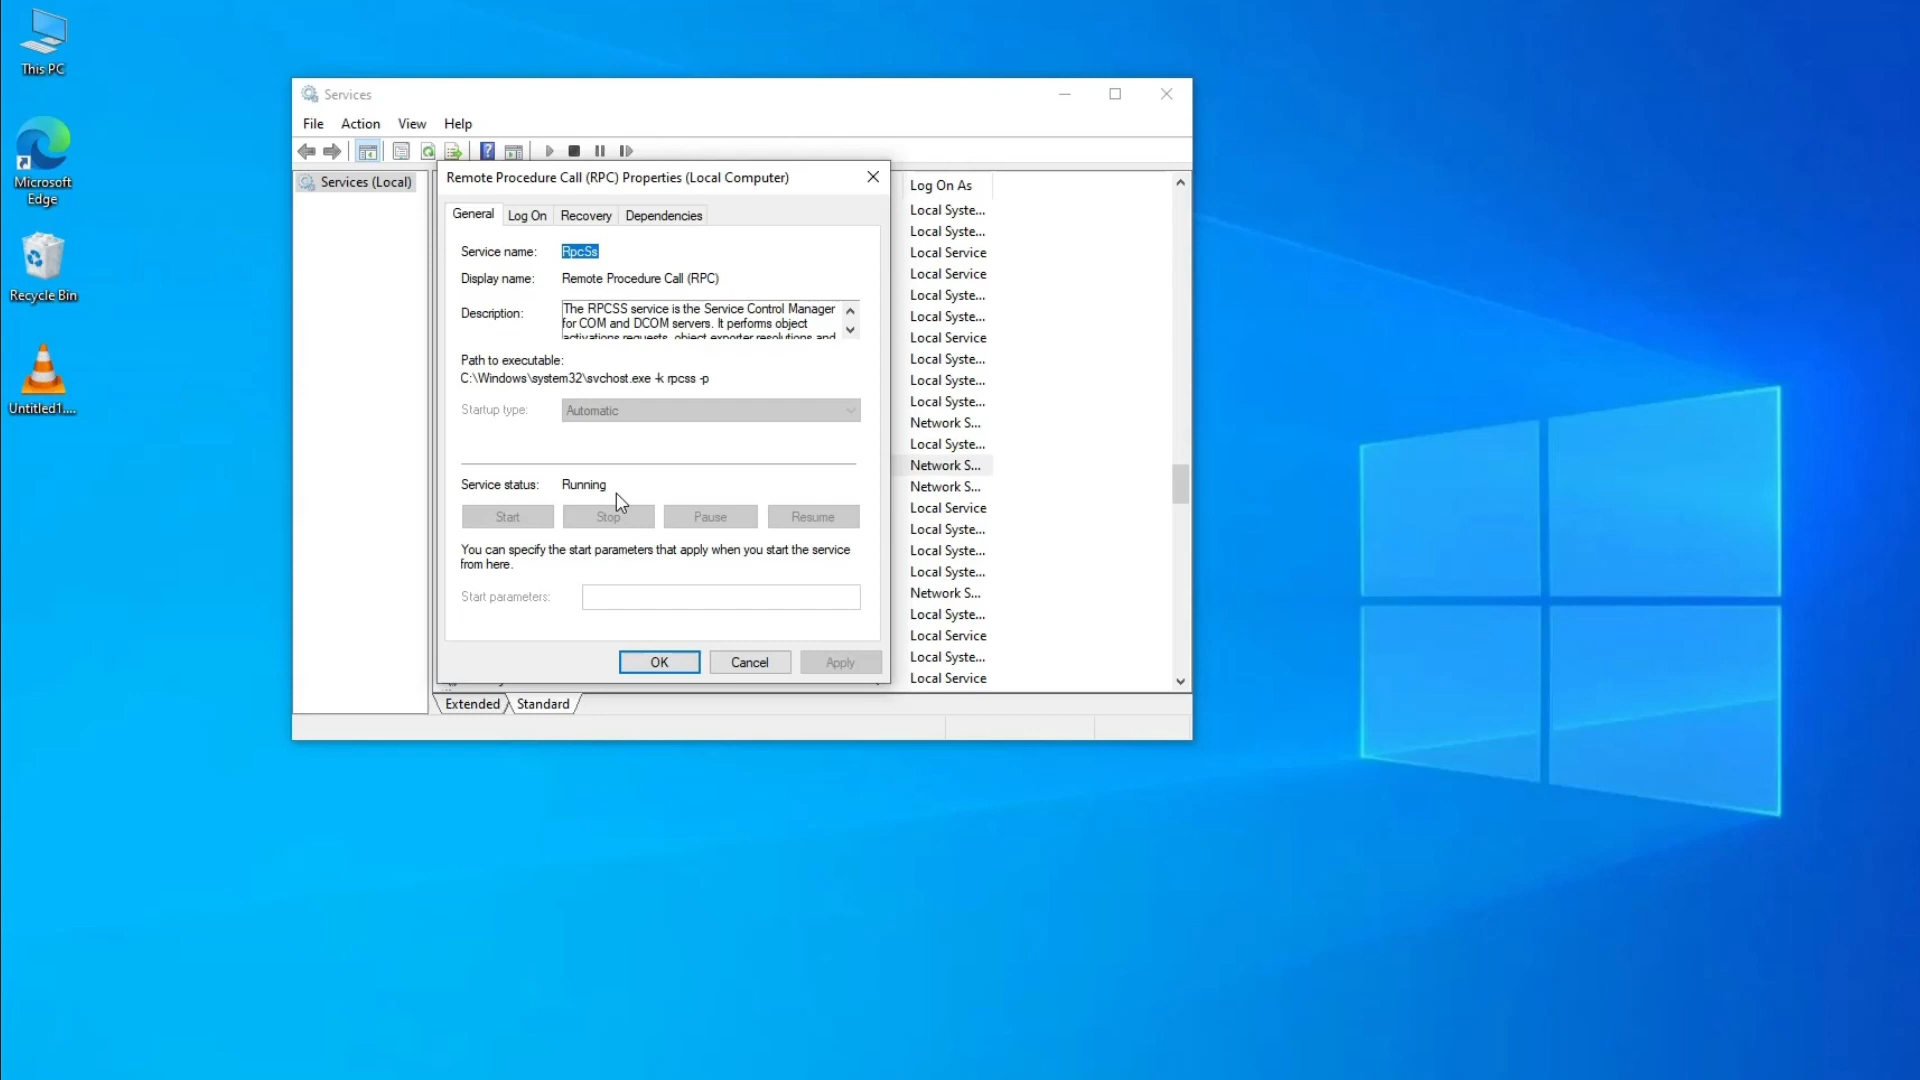 This PC
Microsoft
Edge
Recycle Bin
Untitled1....
Services
File Action View Help
Services (Local)
Remote Procedure Call (RPC) Properties (Local Computer)
General Log On Recovery Dependencies
Service name: RpcSs
Display name: Remote Procedure Call (RPC)
Description: The RPCSS service is the Service Control Manager
for COM and DCOM servers. It performs object
activations requests, object exporter resolutions and
Path to executable:
C:\Windows\system32\svchost.exe -k rpcss -p
Startup type: Automatic
Service status: Running
Start Stop Pause Resume
You can specify the start parameters that apply when you start the service
from here.
Start parameters:
OK Cancel Apply
Log On As
Local Syste...
Local Syste...
Local Service
Local Service
Local Syste...
Local Syste...
Local Service
Local Syste...
Local Syste...
Local Syste...
Network S...
Local Syste...
Network S...
Network S...
Local Service
Local Syste...
Local Syste...
Local Syste...
Network S...
Local Syste...
Local Service
Local Syste...
Local Service
Extended Standard